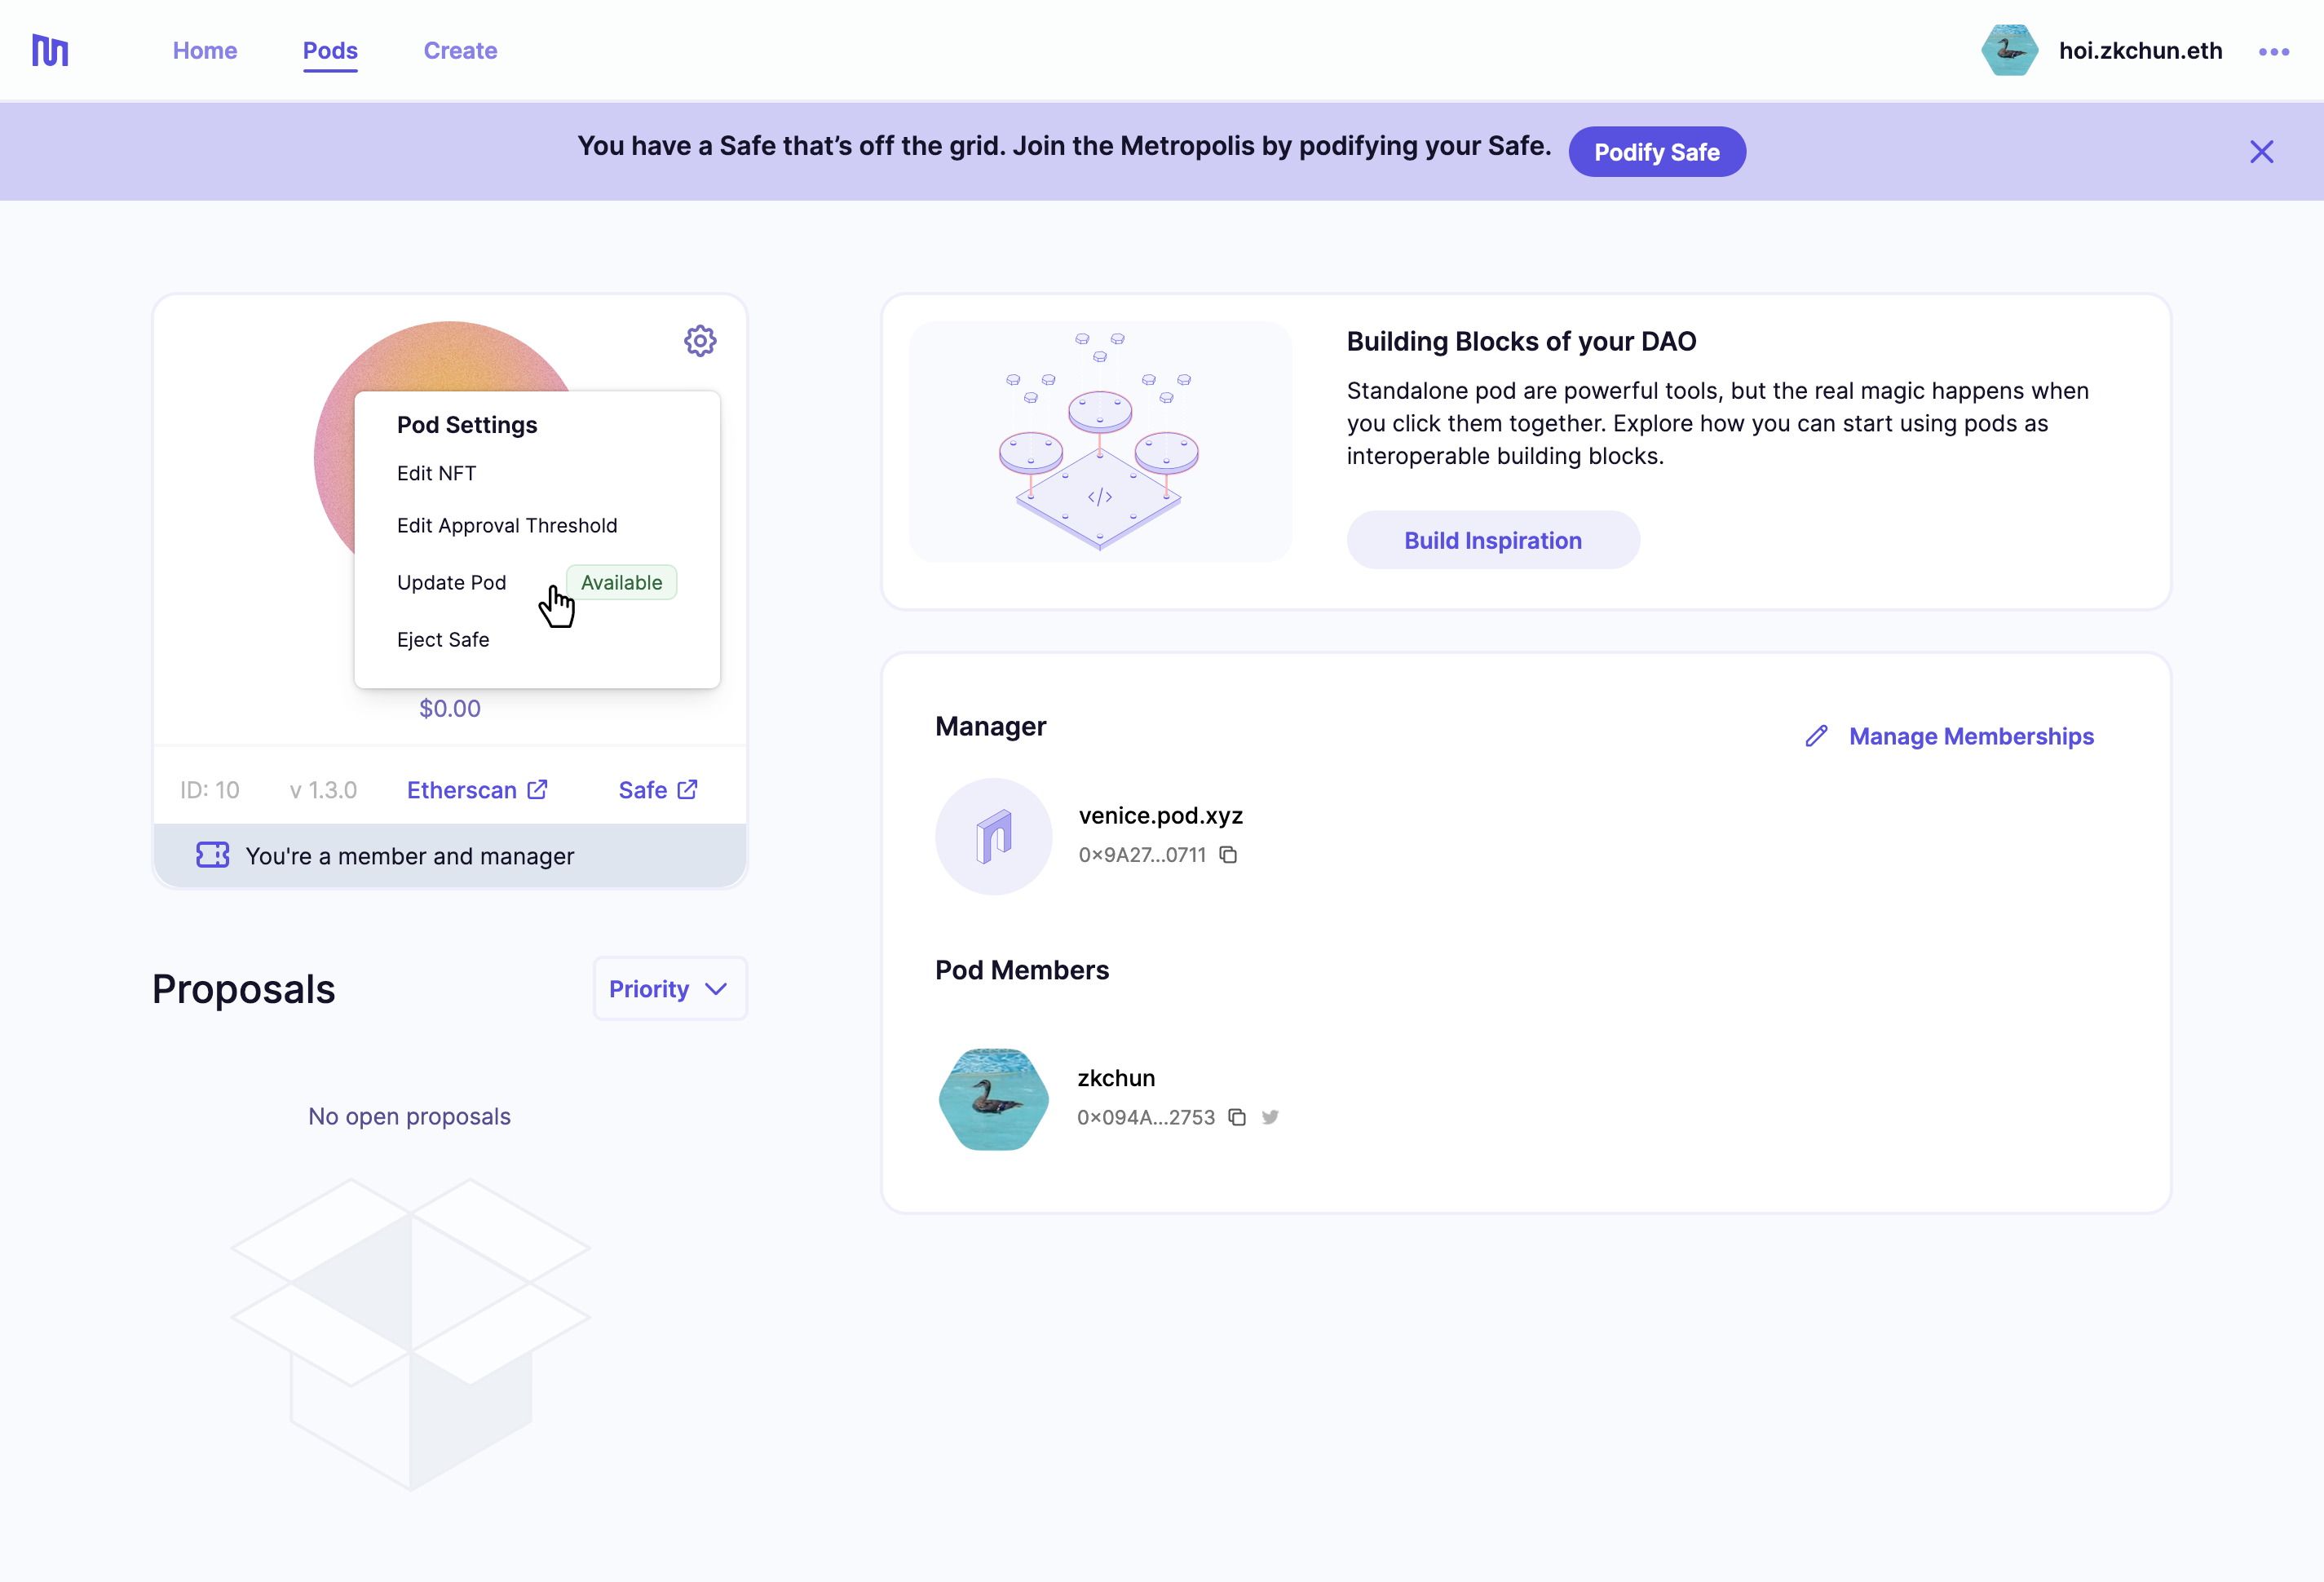 Home
Pods
Create
hoi.zkchun.eth
You have a Safe that’s off the grid. Join the Metropolis by podifying your Safe.
Podify Safe
Pod Settings
Edit NFT
Edit Approval Threshold
Update Pod
Available
Eject Safe
$0.00
ID: 10
v 1.3.0
Etherscan
Safe
You're a member and manager
Proposals
Priority
No open proposals
Building Blocks of your DAO
Standalone pod are powerful tools, but the real magic happens when
you click them together. Explore how you can start using pods as
interoperable building blocks.
Build Inspiration
</>
Manager
Manage Memberships
venice.pod.xyz
0x9A27...0711
Pod Members
zkchun
0x094A...2753